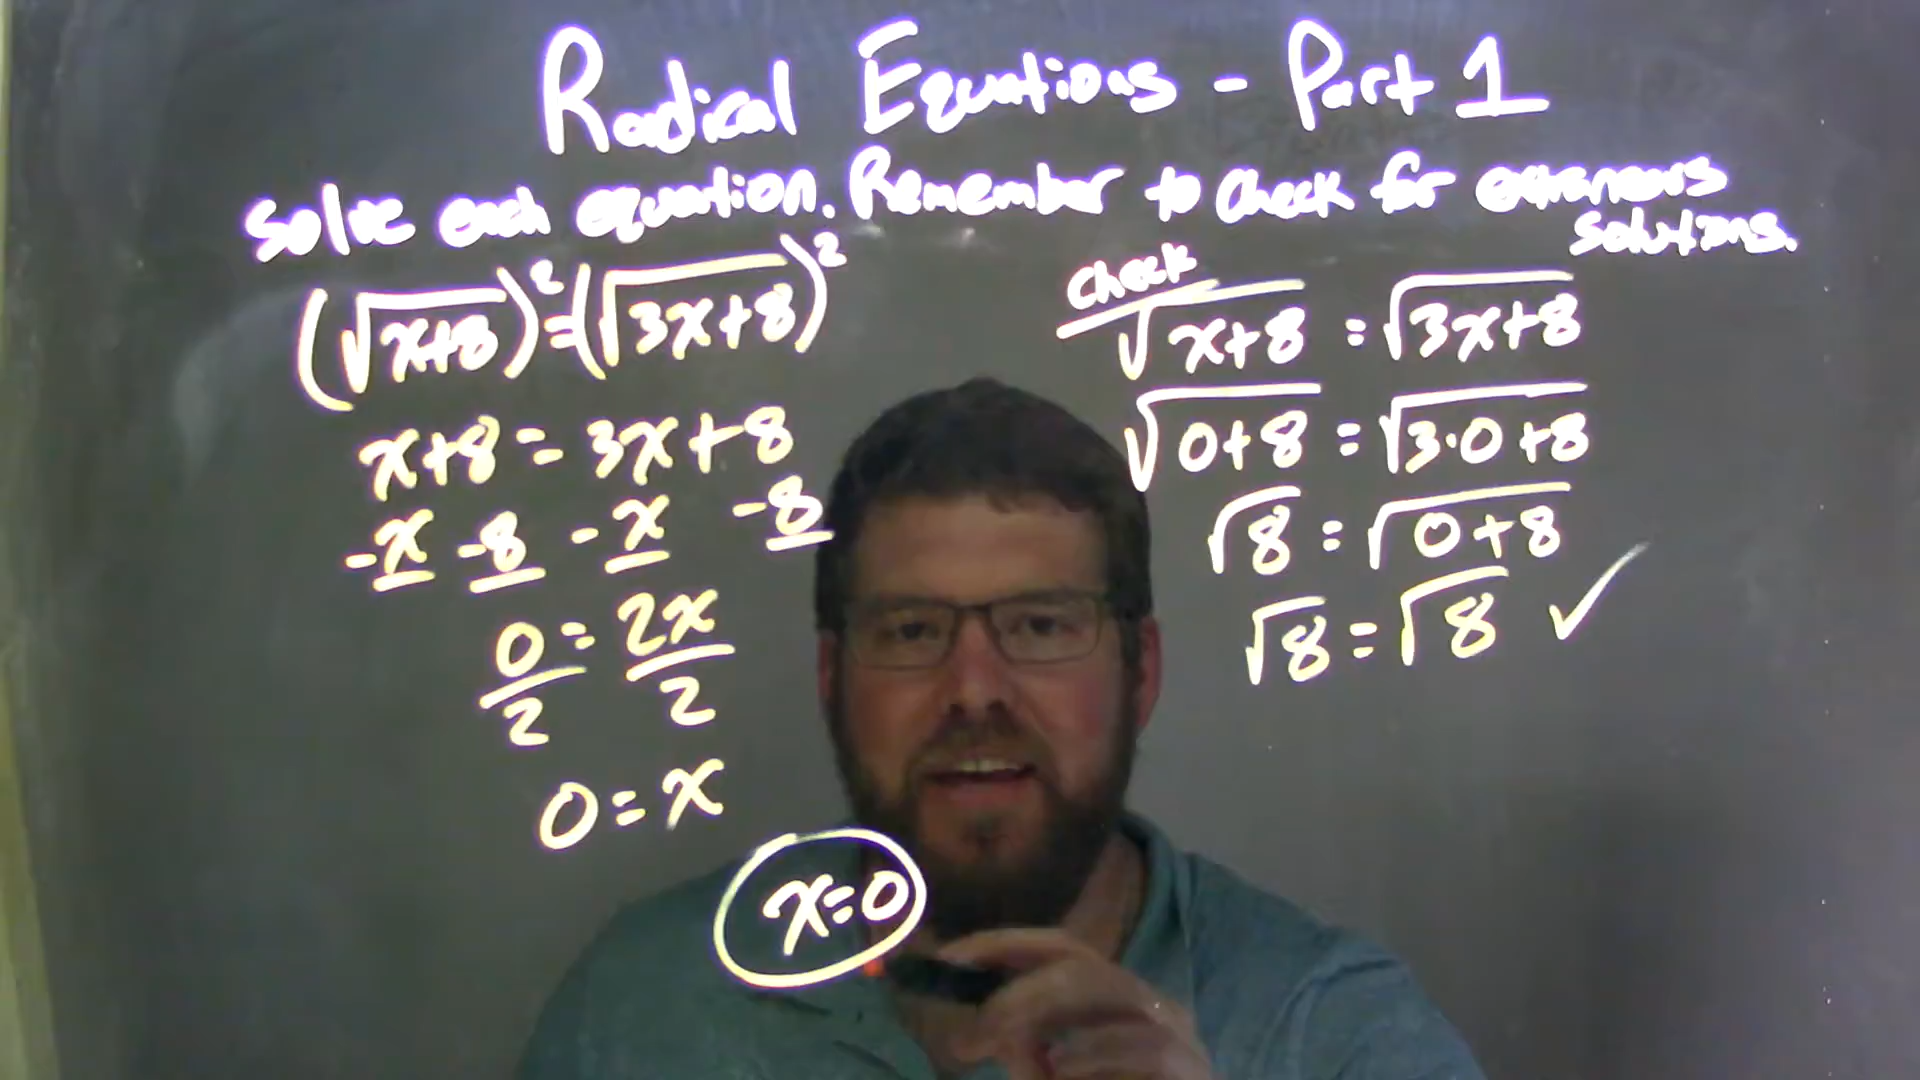 Radical Equations - Part 1
Solve each equation. Remember to check for extraneous
solutions.
(√(x+8))² = (√(3x+8))²
x+8 = 3x+8
-x -8 -x -8
0/2 = 2x/2
0 = x
x=0
Check
√(x+8) = √(3x+8)
√(0+8) = √(3·0+8)
√8 = √(0+8)
√8 = √8 ✓